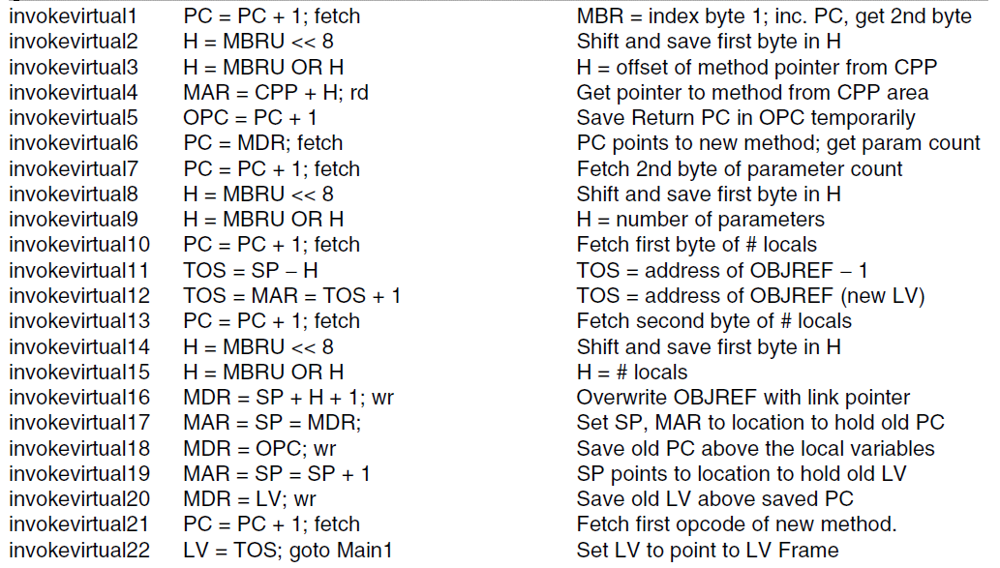 invokevirtual1 PC = PC + 1; fetch MBR = index byte 1; inc. PC, get 2nd byte
invokevirtual2 H = MBRU << 8 Shift and save first byte in H
invokevirtual3 H = MBRU OR H H = offset of method pointer from CPP
invokevirtual4 MAR = CPP + H; rd Get pointer to method from CPP area
invokevirtual5 OPC = PC + 1 Save Return PC in OPC temporarily
invokevirtual6 PC = MDR; fetch PC points to new method; get param count
invokevirtual7 PC = PC + 1; fetch Fetch 2nd byte of parameter count
invokevirtual8 H = MBRU << 8 Shift and save first byte in H
invokevirtual9 H = MBRU OR H H = number of parameters
invokevirtual10 PC = PC + 1; fetch Fetch first byte of # locals
invokevirtual11 TOS = SP − H TOS = address of OBJREF − 1
invokevirtual12 TOS = MAR = TOS + 1 TOS = address of OBJREF (new LV)
invokevirtual13 PC = PC + 1; fetch Fetch second byte of # locals
invokevirtual14 H = MBRU << 8 Shift and save first byte in H
invokevirtual15 H = MBRU OR H H = # locals
invokevirtual16 MDR = SP + H + 1; wr Overwrite OBJREF with link pointer
invokevirtual17 MAR = SP = MDR; Set SP, MAR to location to hold old PC
invokevirtual18 MDR = OPC; wr Save old PC above the local variables
invokevirtual19 MAR = SP = SP + 1 SP points to location to hold old LV
invokevirtual20 MDR = LV; wr Save old LV above saved PC
invokevirtual21 PC = PC + 1; fetch Fetch first opcode of new method.
invokevirtual22 LV = TOS; goto Main1 Set LV to point to LV Frame